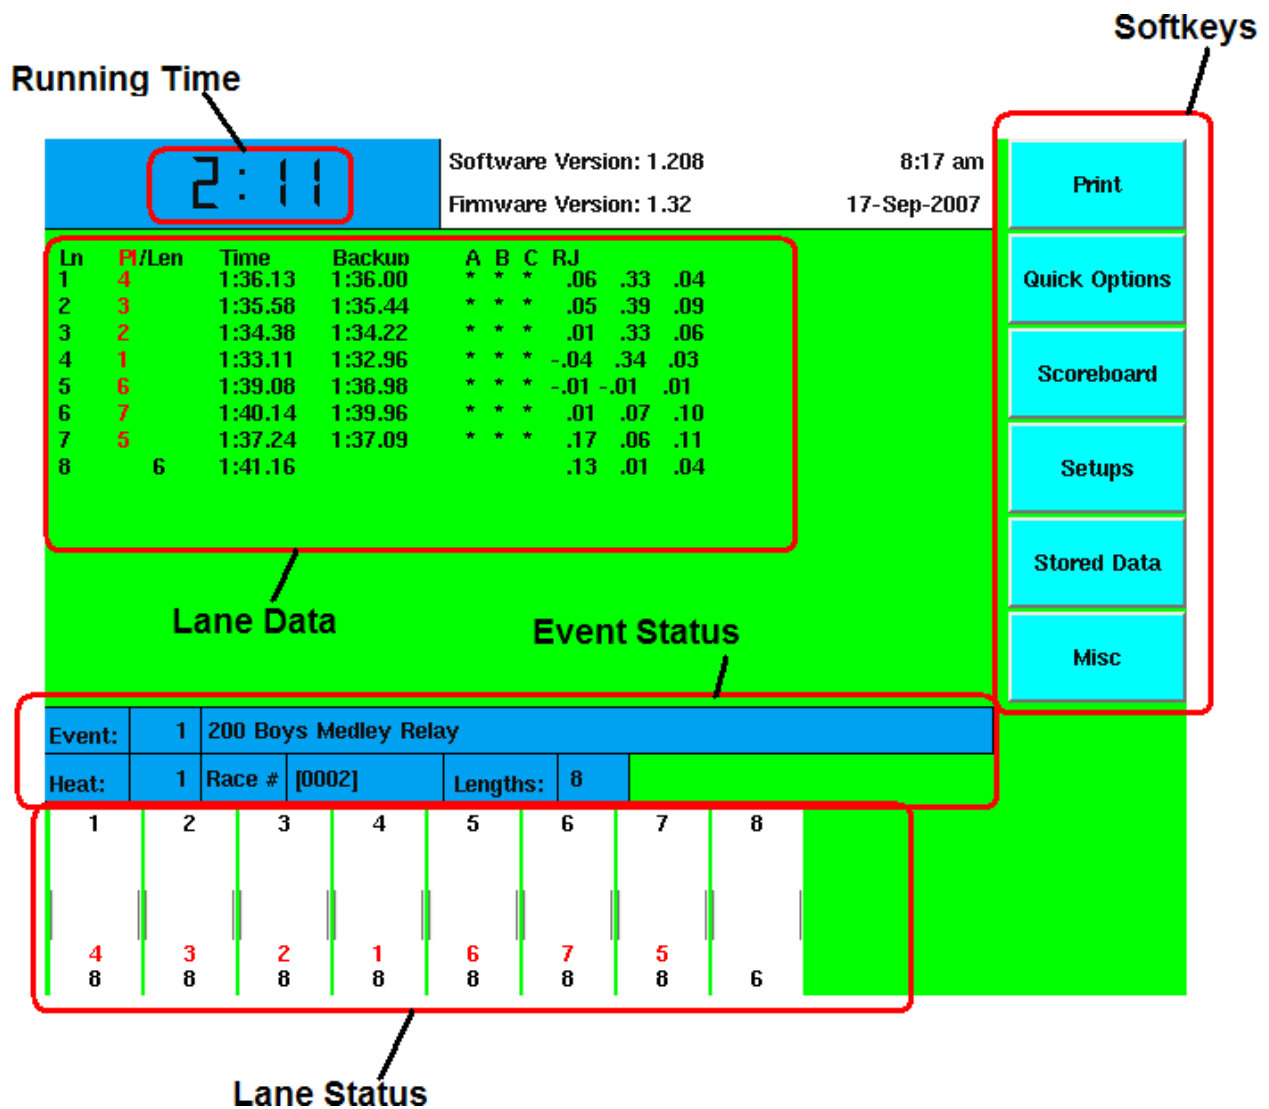 Softkeys
Running Time
2:11
Software Version: 1.208 8:17 am
Firmware Version: 1.32 17-Sep-2007
Print
Quick Options
Scoreboard
Setups
Stored Data
Misc
Ln Pl/Len Time Backup A B C RJ
1 4 1:36.13 1:36.00 * * * .06 .33 .04
2 3 1:35.58 1:35.44 * * * .05 .39 .09
3 2 1:34.38 1:34.22 * * * .01 .33 .06
4 1 1:33.11 1:32.96 * * * -.04 .34 .03
5 6 1:39.08 1:38.98 * * * -.01 -.01 .01
6 7 1:40.14 1:39.96 * * * .01 .07 .10
7 5 1:37.24 1:37.09 * * * .17 .06 .11
8 6 1:41.16 .13 .01 .04
Lane Data
Event Status
Event: 1 200 Boys Medley Relay
Heat: 1 Race # [0002] Lengths: 8
1 2 3 4 5 6 7 8
4 3 2 1 6 7 5
8 8 8 8 8 8 8 6
Lane Status